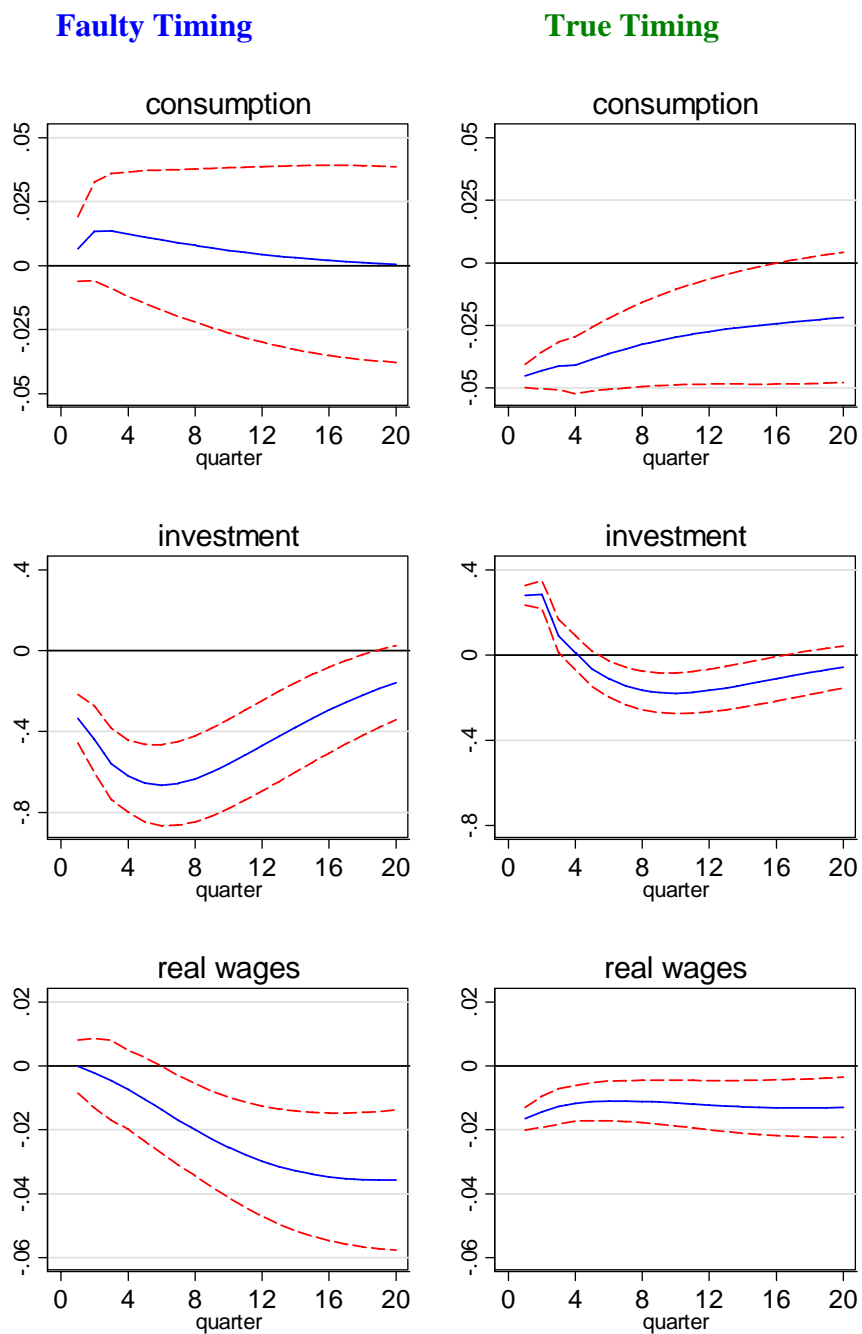 Faulty Timing
True Timing
consumption
.05
.025
0
-.025
-.05
0 4 8 12 16 20
quarter
consumption
.05
.025
0
-.025
-.05
0 4 8 12 16 20
quarter
investment
.4
0
-.4
-.8
0 4 8 12 16 20
quarter
investment
.4
0
-.4
-.8
0 4 8 12 16 20
quarter
real wages
.02
0
-.02
-.04
-.06
0 4 8 12 16 20
quarter
real wages
.02
0
-.02
-.04
-.06
0 4 8 12 16 20
quarter